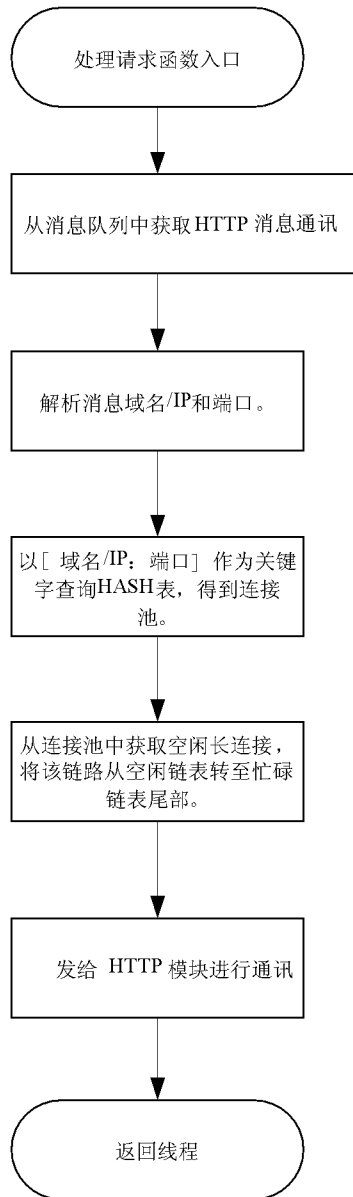 处理请求函数入口
从消息队列中获取HTTP 消息通讯
解析消息域名/IP和端口。
以[ 域名/IP：端口] 作为关键
字查询HASH表，得到连接
池。
从连接池中获取空闲长连接，
将该链路从空闲链表转至忙碌
链表尾部。
发给 HTTP 模块进行通讯
返回线程